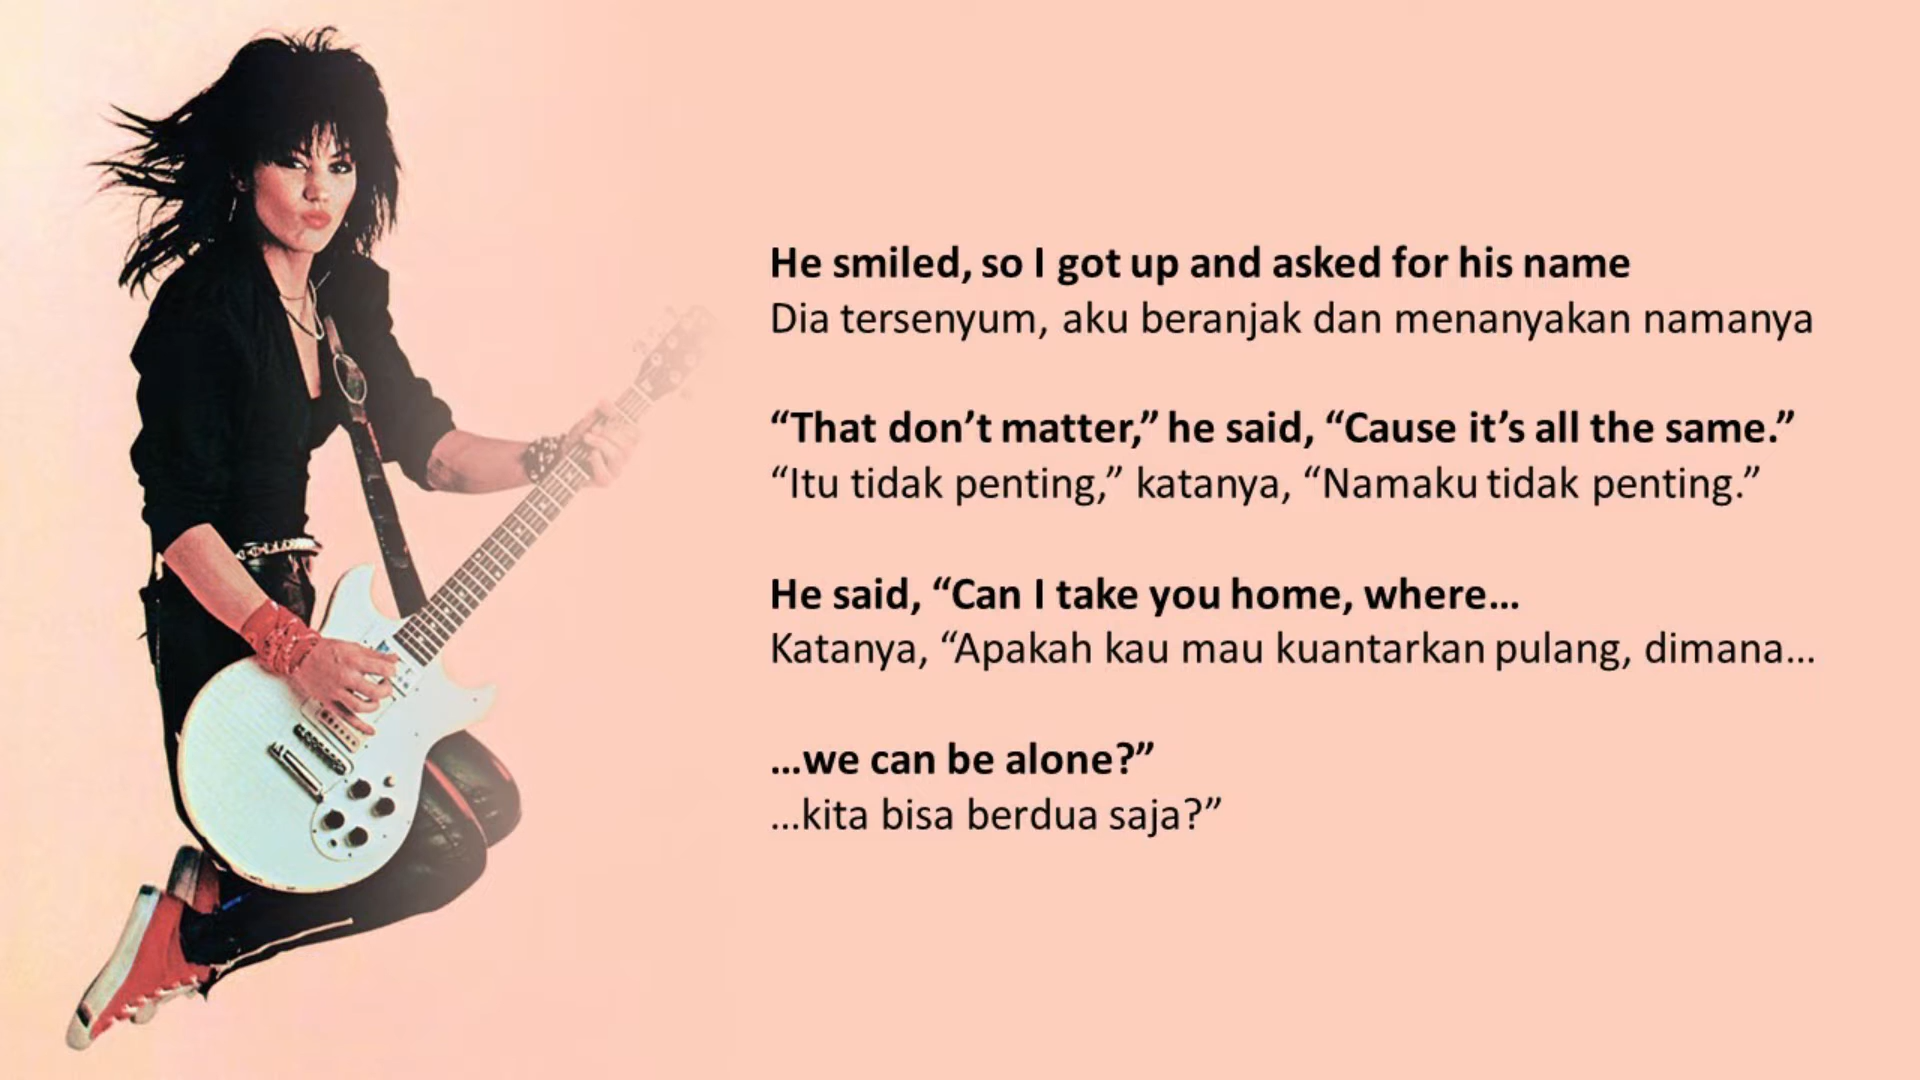 He smiled, so I got up and asked for his name
Dia tersenyum, aku beranjak dan menanyakan namanya
“That don’t matter,” he said, “Cause it’s all the same.”
“Itu tidak penting,” katanya, “Namaku tidak penting.”
He said, “Can I take you home, where...
Katanya, “Apakah kau mau kuantarkan pulang, dimana...
...we can be alone?”
...kita bisa berdua saja?”